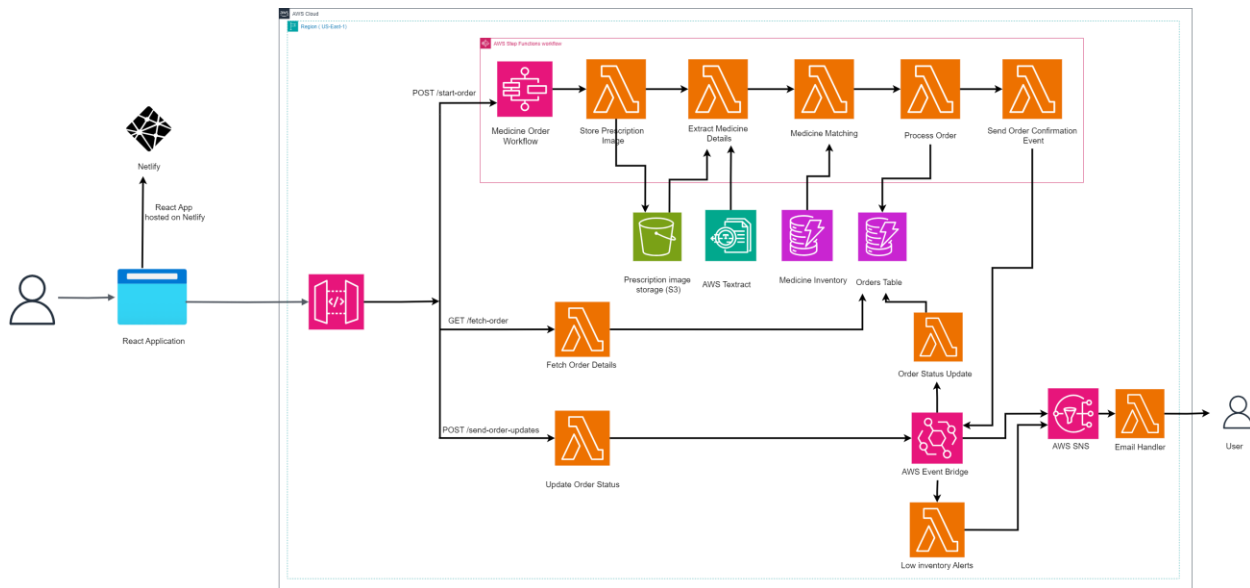 AWS Cloud
Region ( US-East-1)
AWS Step Functions workflow
POST /start-order
Medicine Order
Workflow
Store Prescription
Image
Extract Medicine
Details
Medicine Matching
Process Order
Send Order Confirmation
Event
Netlify
React App
hosted on Netlify
Prescription image
storage (S3)
AWS Textract
Medicine Inventory
Orders Table
React Application
GET /fetch-order
Fetch Order Details
Order Status Update
POST /send-order-updates
Update Order Status
AWS Event Bridge
AWS SNS
Email Handler
User
Low inventory Alerts